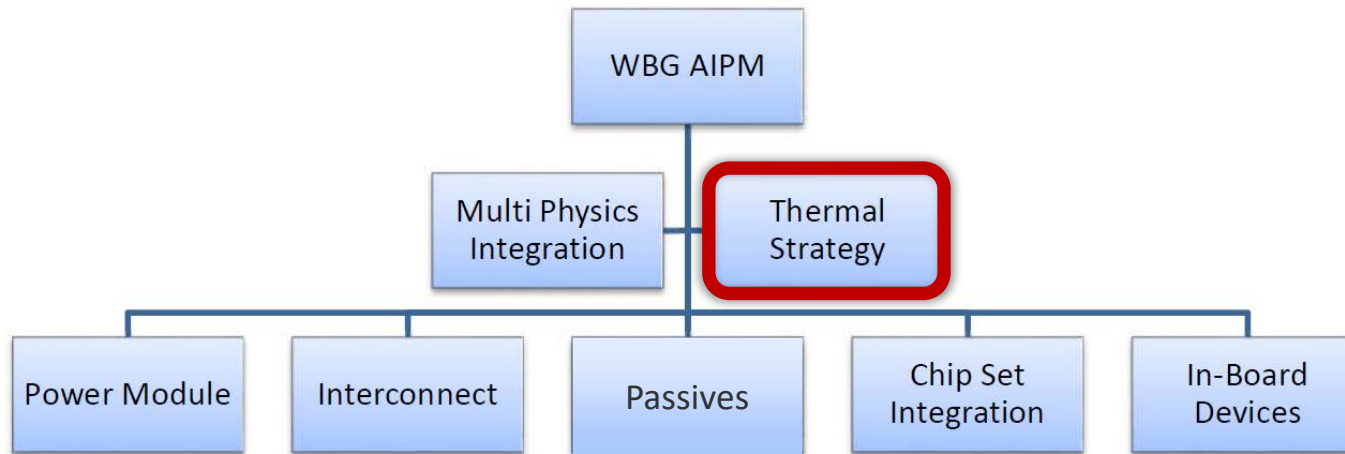 WBG AIPM
Multi Physics
Integration
Thermal
Strategy
Power Module
Interconnect
Passives
Chip Set
Integration
In-Board
Devices